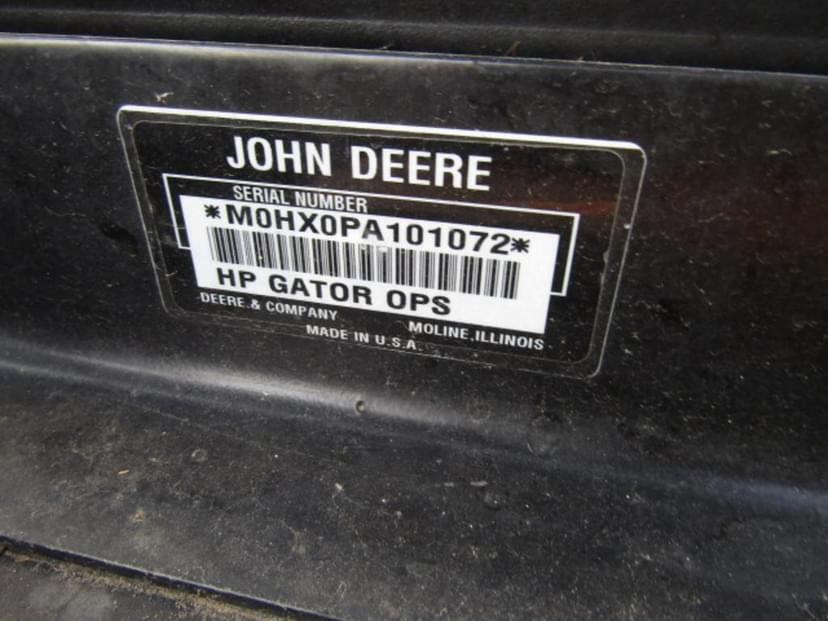 JOHN DEERE
SERIAL NUMBER
*M0HX0PA101072*
HP GATOR OPS
DEERE & COMPANY
MOLINE, ILLINOIS
MADE IN U.S.A.